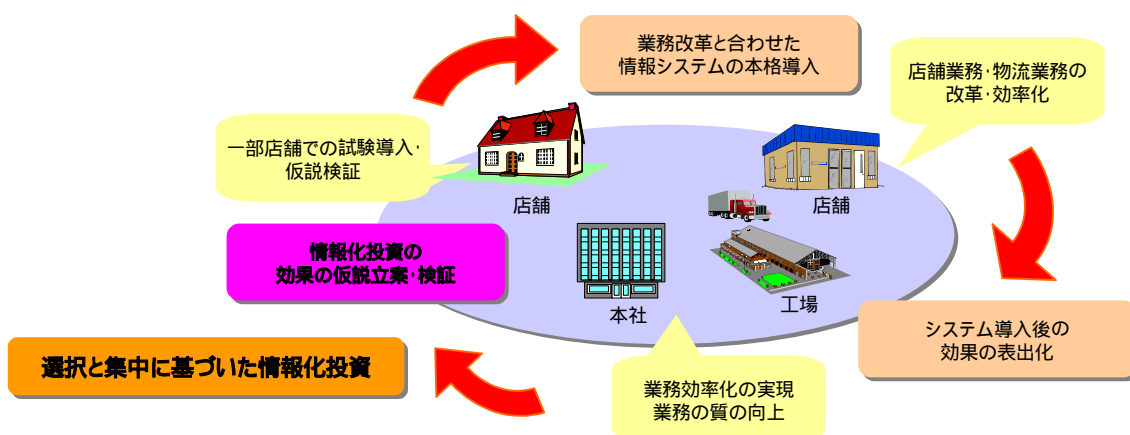 業務改革と合わせた
情報システムの本格導入
店舗業務・物流業務の
改革・効率化
一部店舗での試験導入・
仮説検証
店舗
店舗
情報化投資の
効果の仮説立案・検証
本社
工場
システム導入後の
効果の表出化
選択と集中に基づいた情報化投資
業務効率化の実現
業務の質の向上